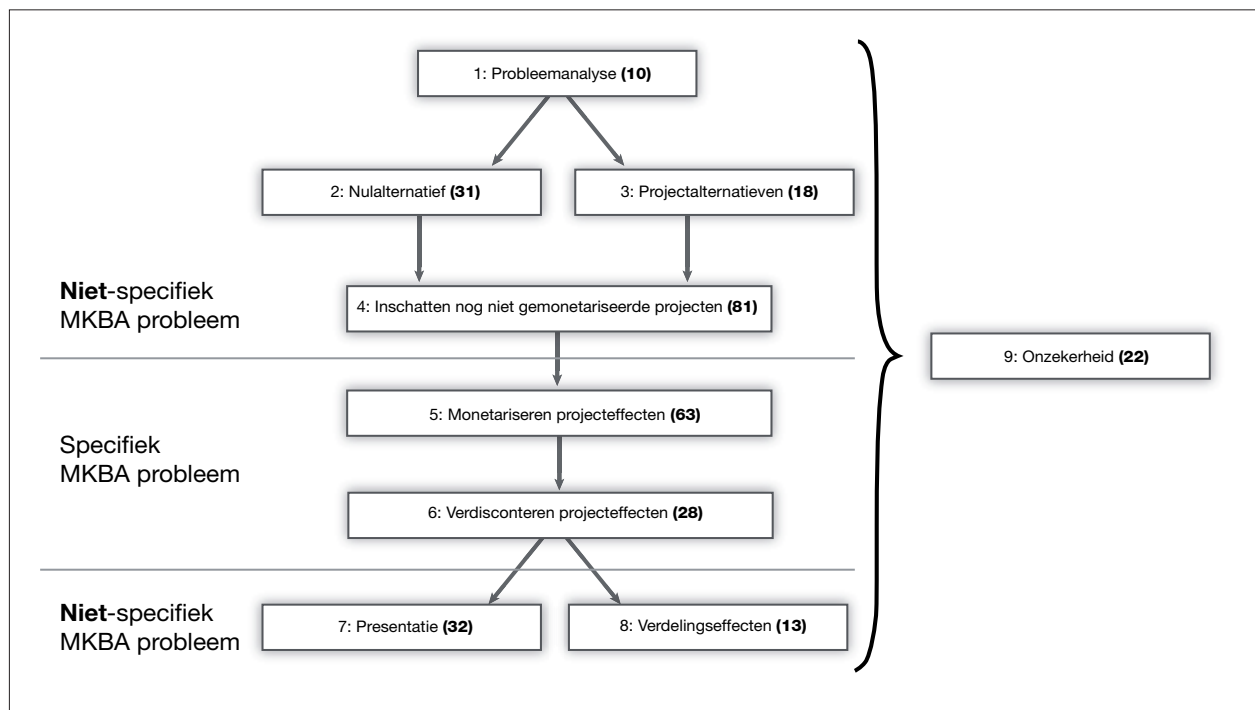 1: Probleemanalyse (10)
2: Nulalternatief (31)
3: Projectalternatieven (18)
Niet-specifiek
MKBA probleem
4: Inschatten nog niet gemonetariseerde projecten (81)
9: Onzekerheid (22)
5: Monetariseren projecteffecten (63)
Specifiek
MKBA probleem
6: Verdisconteren projecteffecten (28)
Niet-specifiek
MKBA probleem
7: Presentatie (32)
8: Verdelingseffecten (13)